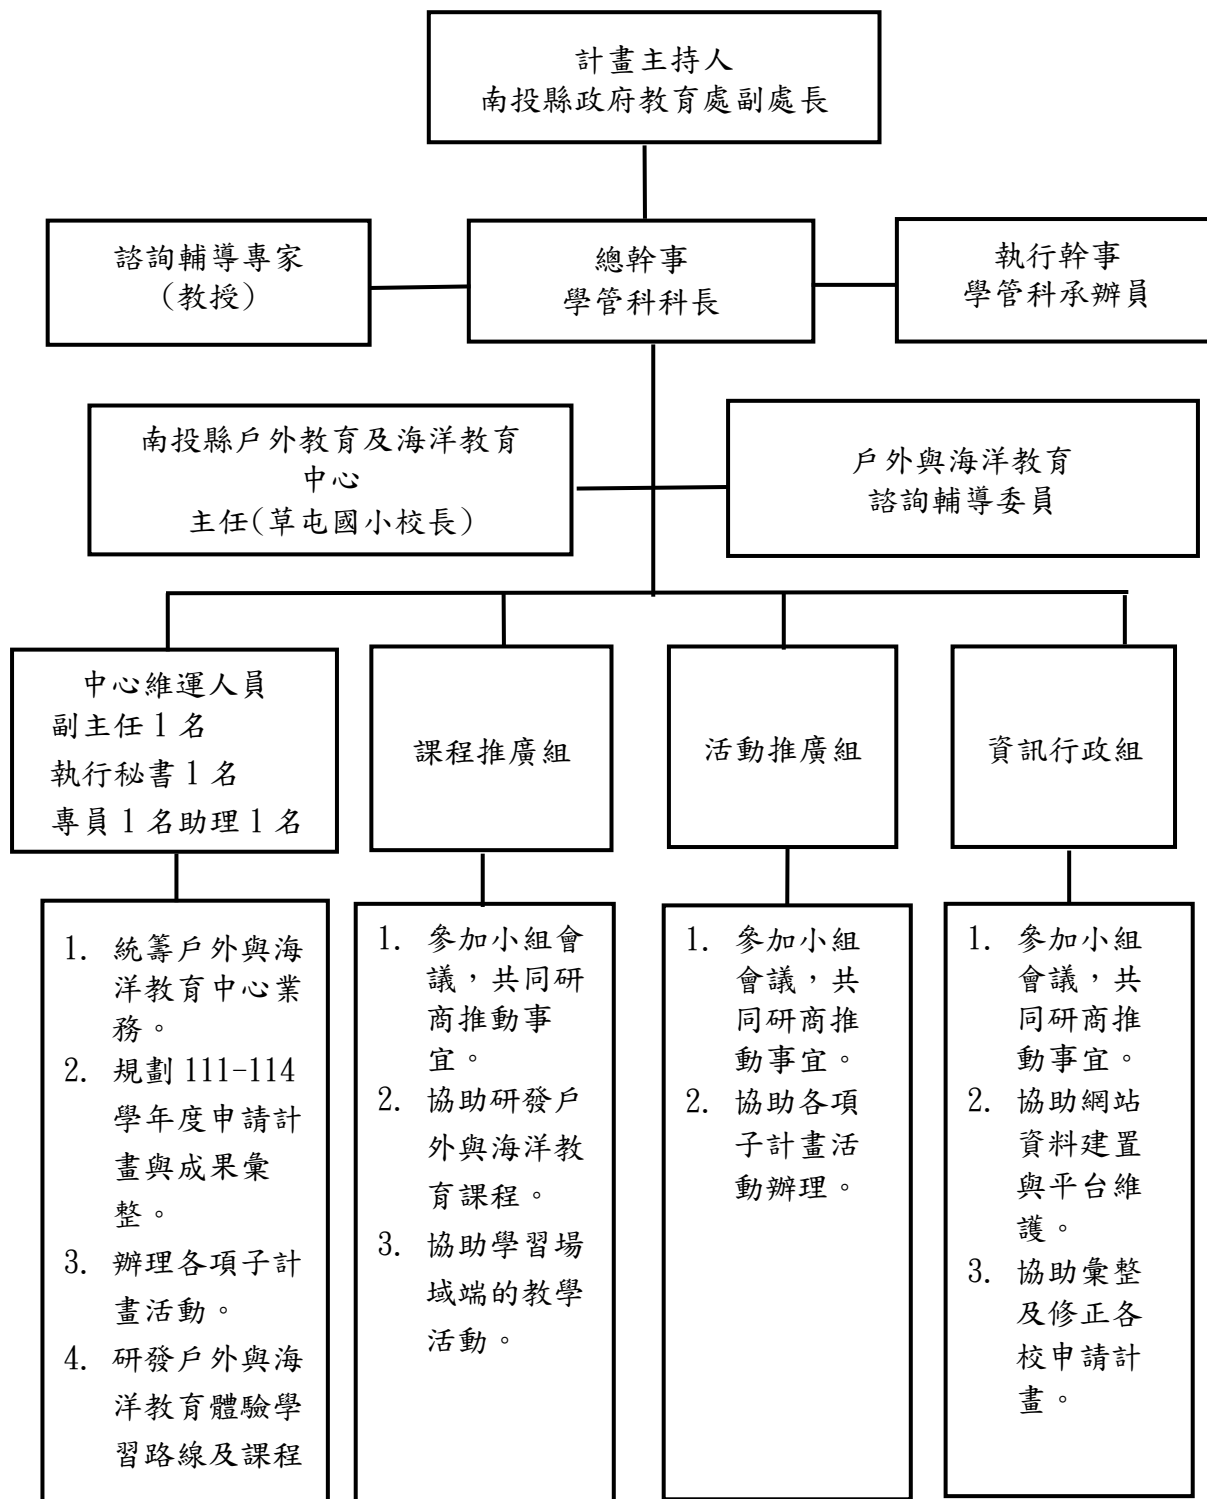 計畫主持人
南投縣政府教育處副處長
諮詢輔導專家
(教授)
總幹事
學管科科長
執行幹事
學管科承辦員
南投縣戶外教育及海洋教育
中心
主任(草屯國小校長)
戶外與海洋教育
諮詢輔導委員
中心維運人員
副主任1名
執行秘書1名
專員1名助理1名
課程推廣組
活動推廣組
資訊行政組
1. 統籌戶外與海
洋教育中心業
務。
2. 規劃111-114
學年度申請計
畫與成果彙
整。
3. 辦理各項子計
畫活動。
4. 研發戶外與海
洋教育體驗學
習路線及課程
1. 參加小組會
議，共同研
商推動事
宜。
2. 協助研發戶
外與海洋教
育課程。
3. 協助學習場
域端的教學
活動。
1. 參加小組
會議，共
同研商推
動事宜。
2. 協助各項
子計畫活
動辦理。
1. 參加小組
會議，共
同研商推
動事宜。
2. 協助網站
資料建置
與平台維
護。
3. 協助彙整
及修正各
校申請計
畫。